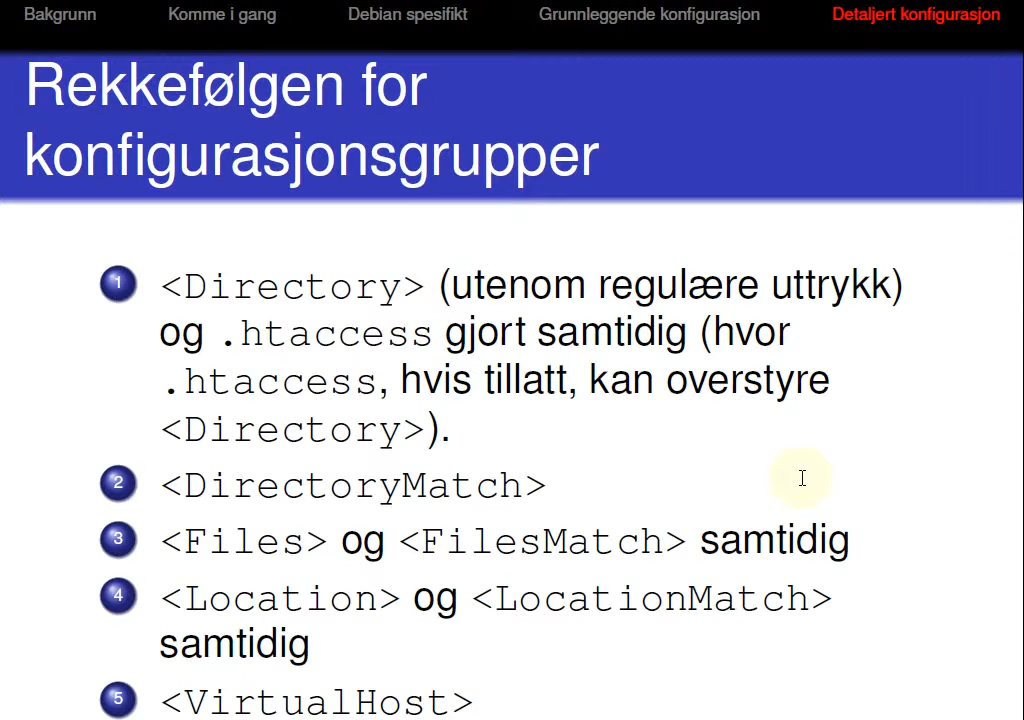 Bakgrunn Komme i gang Debian spesifikt Grunnleggende konfigurasjon Detaljert konfigurasjon
Rekkefølgen for
konfigurasjonsgrupper
1 <Directory> (utenom regulære uttrykk)
og .htaccess gjort samtidig (hvor
.htaccess, hvis tillatt, kan overstyre
<Directory>).
2 <DirectoryMatch>
3 <Files> og <FilesMatch> samtidig
4 <Location> og <LocationMatch>
samtidig
5 <VirtualHost>